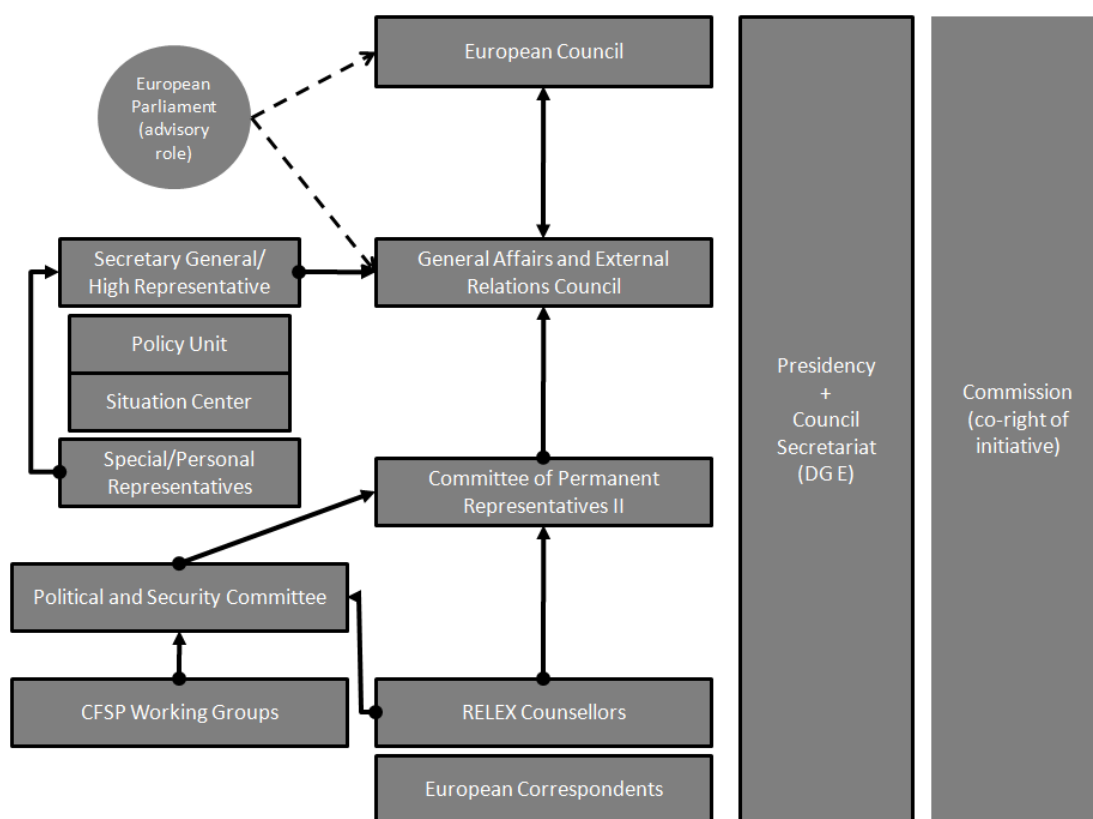 European Council
European
Parliament
(advisory
role)
Secretary General/
High Representative
General Affairs and External
Relations Council
Policy Unit
Situation Center
Special/Personal
Representatives
Committee of Permanent
Representatives II
Political and Security Committee
CFSP Working Groups
RELEX Counsellors
European Correspondents
Presidency
+
Council
Secretariat
(DG E)
Commission
(co-right of
initiative)